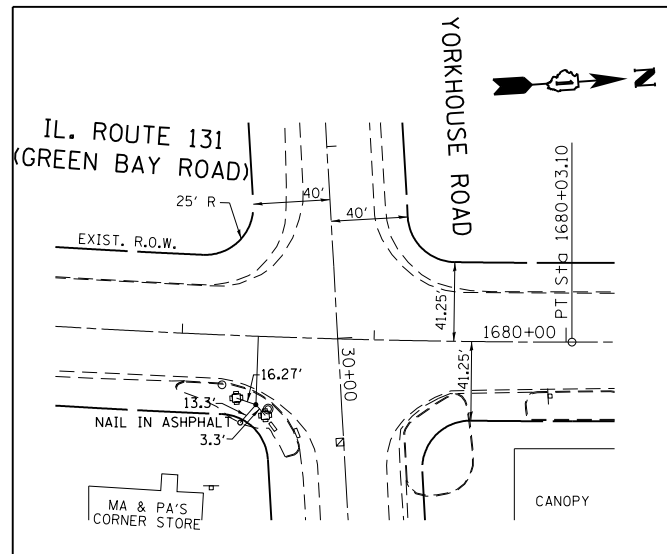 IL. ROUTE 131
(GREEN BAY ROAD)
YORKHOUSE ROAD
N
40'
40'
25' R
EXIST. R.O.W.
PT Sta 1680+03.10
41.25'
1680+00
30+00
41.25'
16.27'
13.3'
NAIL IN ASHPHALT
3.3'
MA & PA'S
CORNER STORE
CANOPY